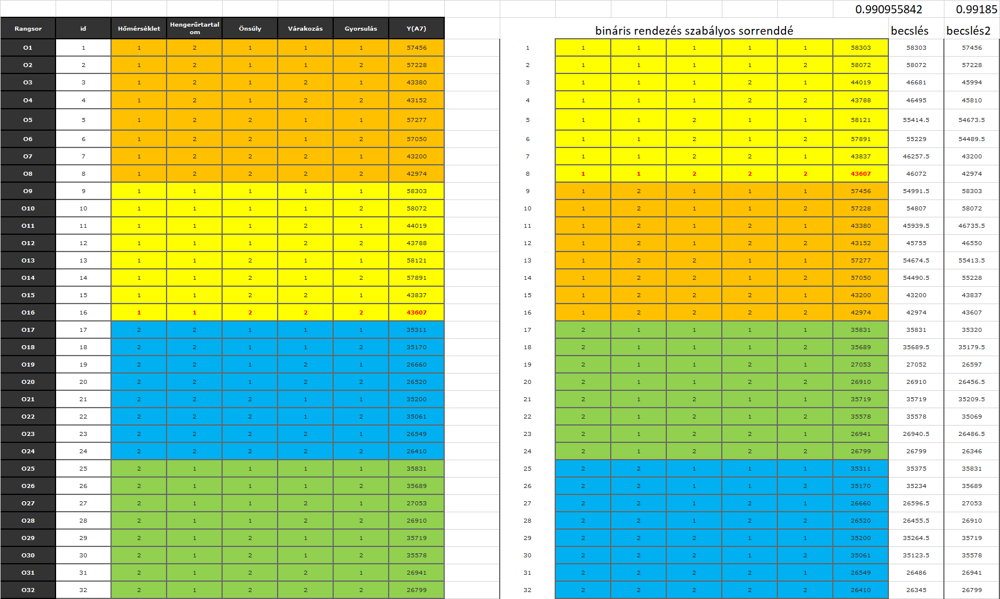 0.990955842 0.99185
Rangsor id Hőmérséklet Hengerűrtartal om Önsúly Várakozás Gyorsulás Y(A7) bináris rendezés szabályos sorrenddé becslés becslés2
O1 1 1 2 1 1 1 57456 1 1 1 1 1 1 58303 58303 57456
O2 2 1 2 1 1 2 57228 2 1 1 1 1 2 58072 58072 57228
O3 3 1 2 1 2 1 43380 3 1 1 1 2 1 44019 46681 45994
O4 4 1 2 1 2 2 43152 4 1 1 1 2 2 43788 46495 45810
O5 5 1 2 2 1 1 57277 5 1 1 2 1 1 58121 55414.5 54673.5
O6 6 1 2 2 1 2 57050 6 1 1 2 1 2 57891 55229 54489.5
O7 7 1 2 2 2 1 43200 7 1 1 2 2 1 43837 46257.5 43200
O8 8 1 2 2 2 2 42974 8 1 1 2 2 2 43607 46072 42974
O9 9 1 1 1 1 1 58303 9 1 2 1 1 1 57456 54991.5 58303
O10 10 1 1 1 1 2 58072 10 1 2 1 1 2 57228 54807 58072
O11 11 1 1 1 2 1 44019 11 1 2 1 2 1 43380 45939.5 46735.5
O12 12 1 1 1 2 2 43788 12 1 2 1 2 2 43152 45755 46550
O13 13 1 1 2 1 1 58121 13 1 2 2 1 1 57277 54674.5 55413.5
O14 14 1 1 2 1 2 57891 14 1 2 2 1 2 57050 54490.5 55228
O15 15 1 1 2 2 1 43837 15 1 2 2 2 1 43200 43200 43837
O16 16 1 1 2 2 2 43607 16 1 2 2 2 2 42974 42974 43607
O17 17 2 2 1 1 1 35311 17 2 1 1 1 1 35831 35831 35320
O18 18 2 2 1 1 2 35170 18 2 1 1 1 2 35689 35689.5 35179.5
O19 19 2 2 1 2 1 26660 19 2 1 1 2 1 27053 27052 26597
O20 20 2 2 1 2 2 26520 20 2 1 1 2 2 26910 26910 26456.5
O21 21 2 2 2 1 1 35200 21 2 1 2 1 1 35719 35719 35209.5
O22 22 2 2 2 1 2 35061 22 2 1 2 1 2 35578 35578 35069
O23 23 2 2 2 2 1 26549 23 2 1 2 2 1 26941 26940.5 26486.5
O24 24 2 2 2 2 2 26410 24 2 1 2 2 2 26799 26799 26346
O25 25 2 1 1 1 1 35831 25 2 2 1 1 1 35311 35375 35831
O26 26 2 1 1 1 2 35689 26 2 2 1 1 2 35170 35234 35689
O27 27 2 1 1 2 1 27053 27 2 2 1 2 1 26660 26596.5 27053
O28 28 2 1 1 2 2 26910 28 2 2 1 2 2 26520 26455.5 26910
O29 29 2 1 2 1 1 35719 29 2 2 2 1 1 35200 35264.5 35719
O30 30 2 1 2 1 2 35578 30 2 2 2 1 2 35061 35123.5 35578
O31 31 2 1 2 2 1 26941 31 2 2 2 2 1 26549 26486 26941
O32 32 2 1 2 2 2 26799 32 2 2 2 2 2 26410 26345 26799